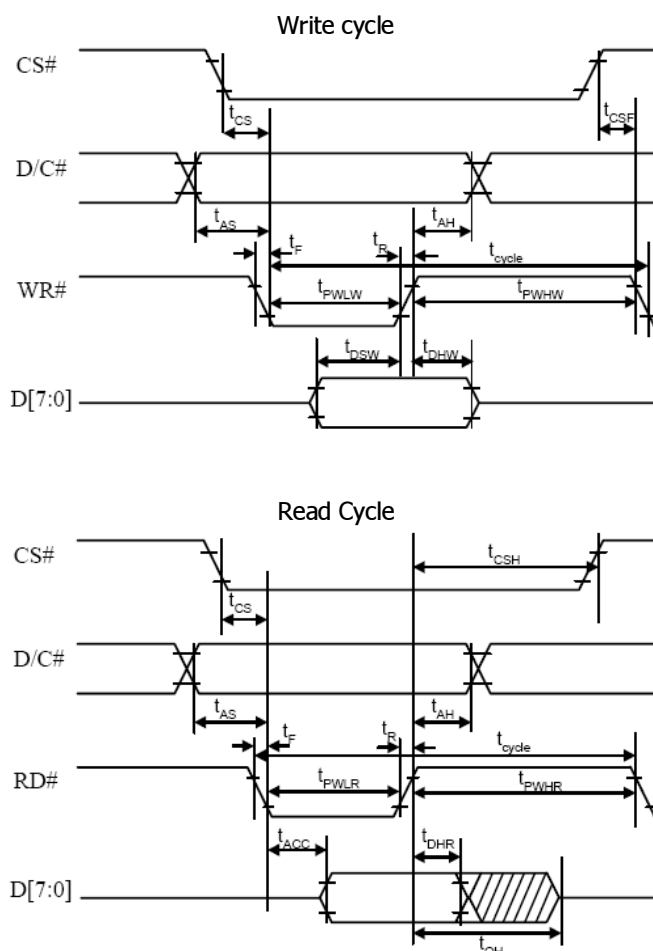 Write cycle
CS#
tCS
tCSF
D/C#
tAS
tAH
tF
tR
tcycle
WR#
tPWLW
tPWHW
tDSW
tDHW
D[7:0]
Read Cycle
CS#
tCSH
tCS
D/C#
tAS
tAH
tF
tR
tcycle
RD#
tPWLR
tPWHR
tACC
tDHR
D[7:0]